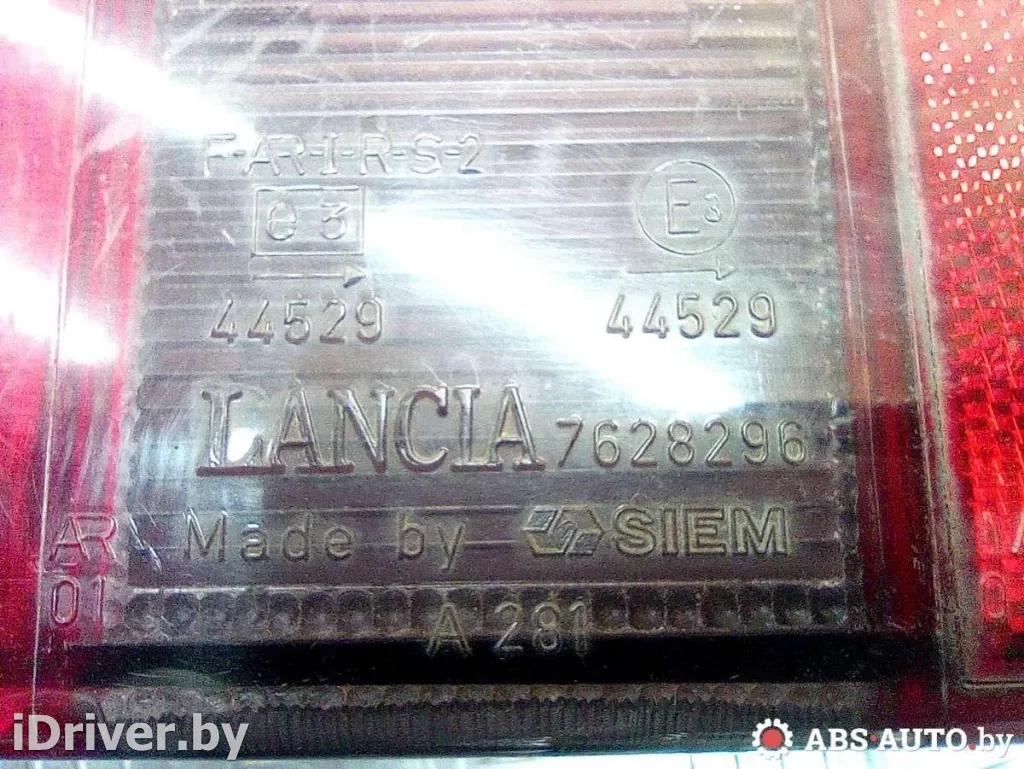 F-AR-I-R-S-2
e3 E3
44529 44529
LANCIA 7628296
AR Made by SIEM
01
A 281
iDriver.by ABS-AUTO.by